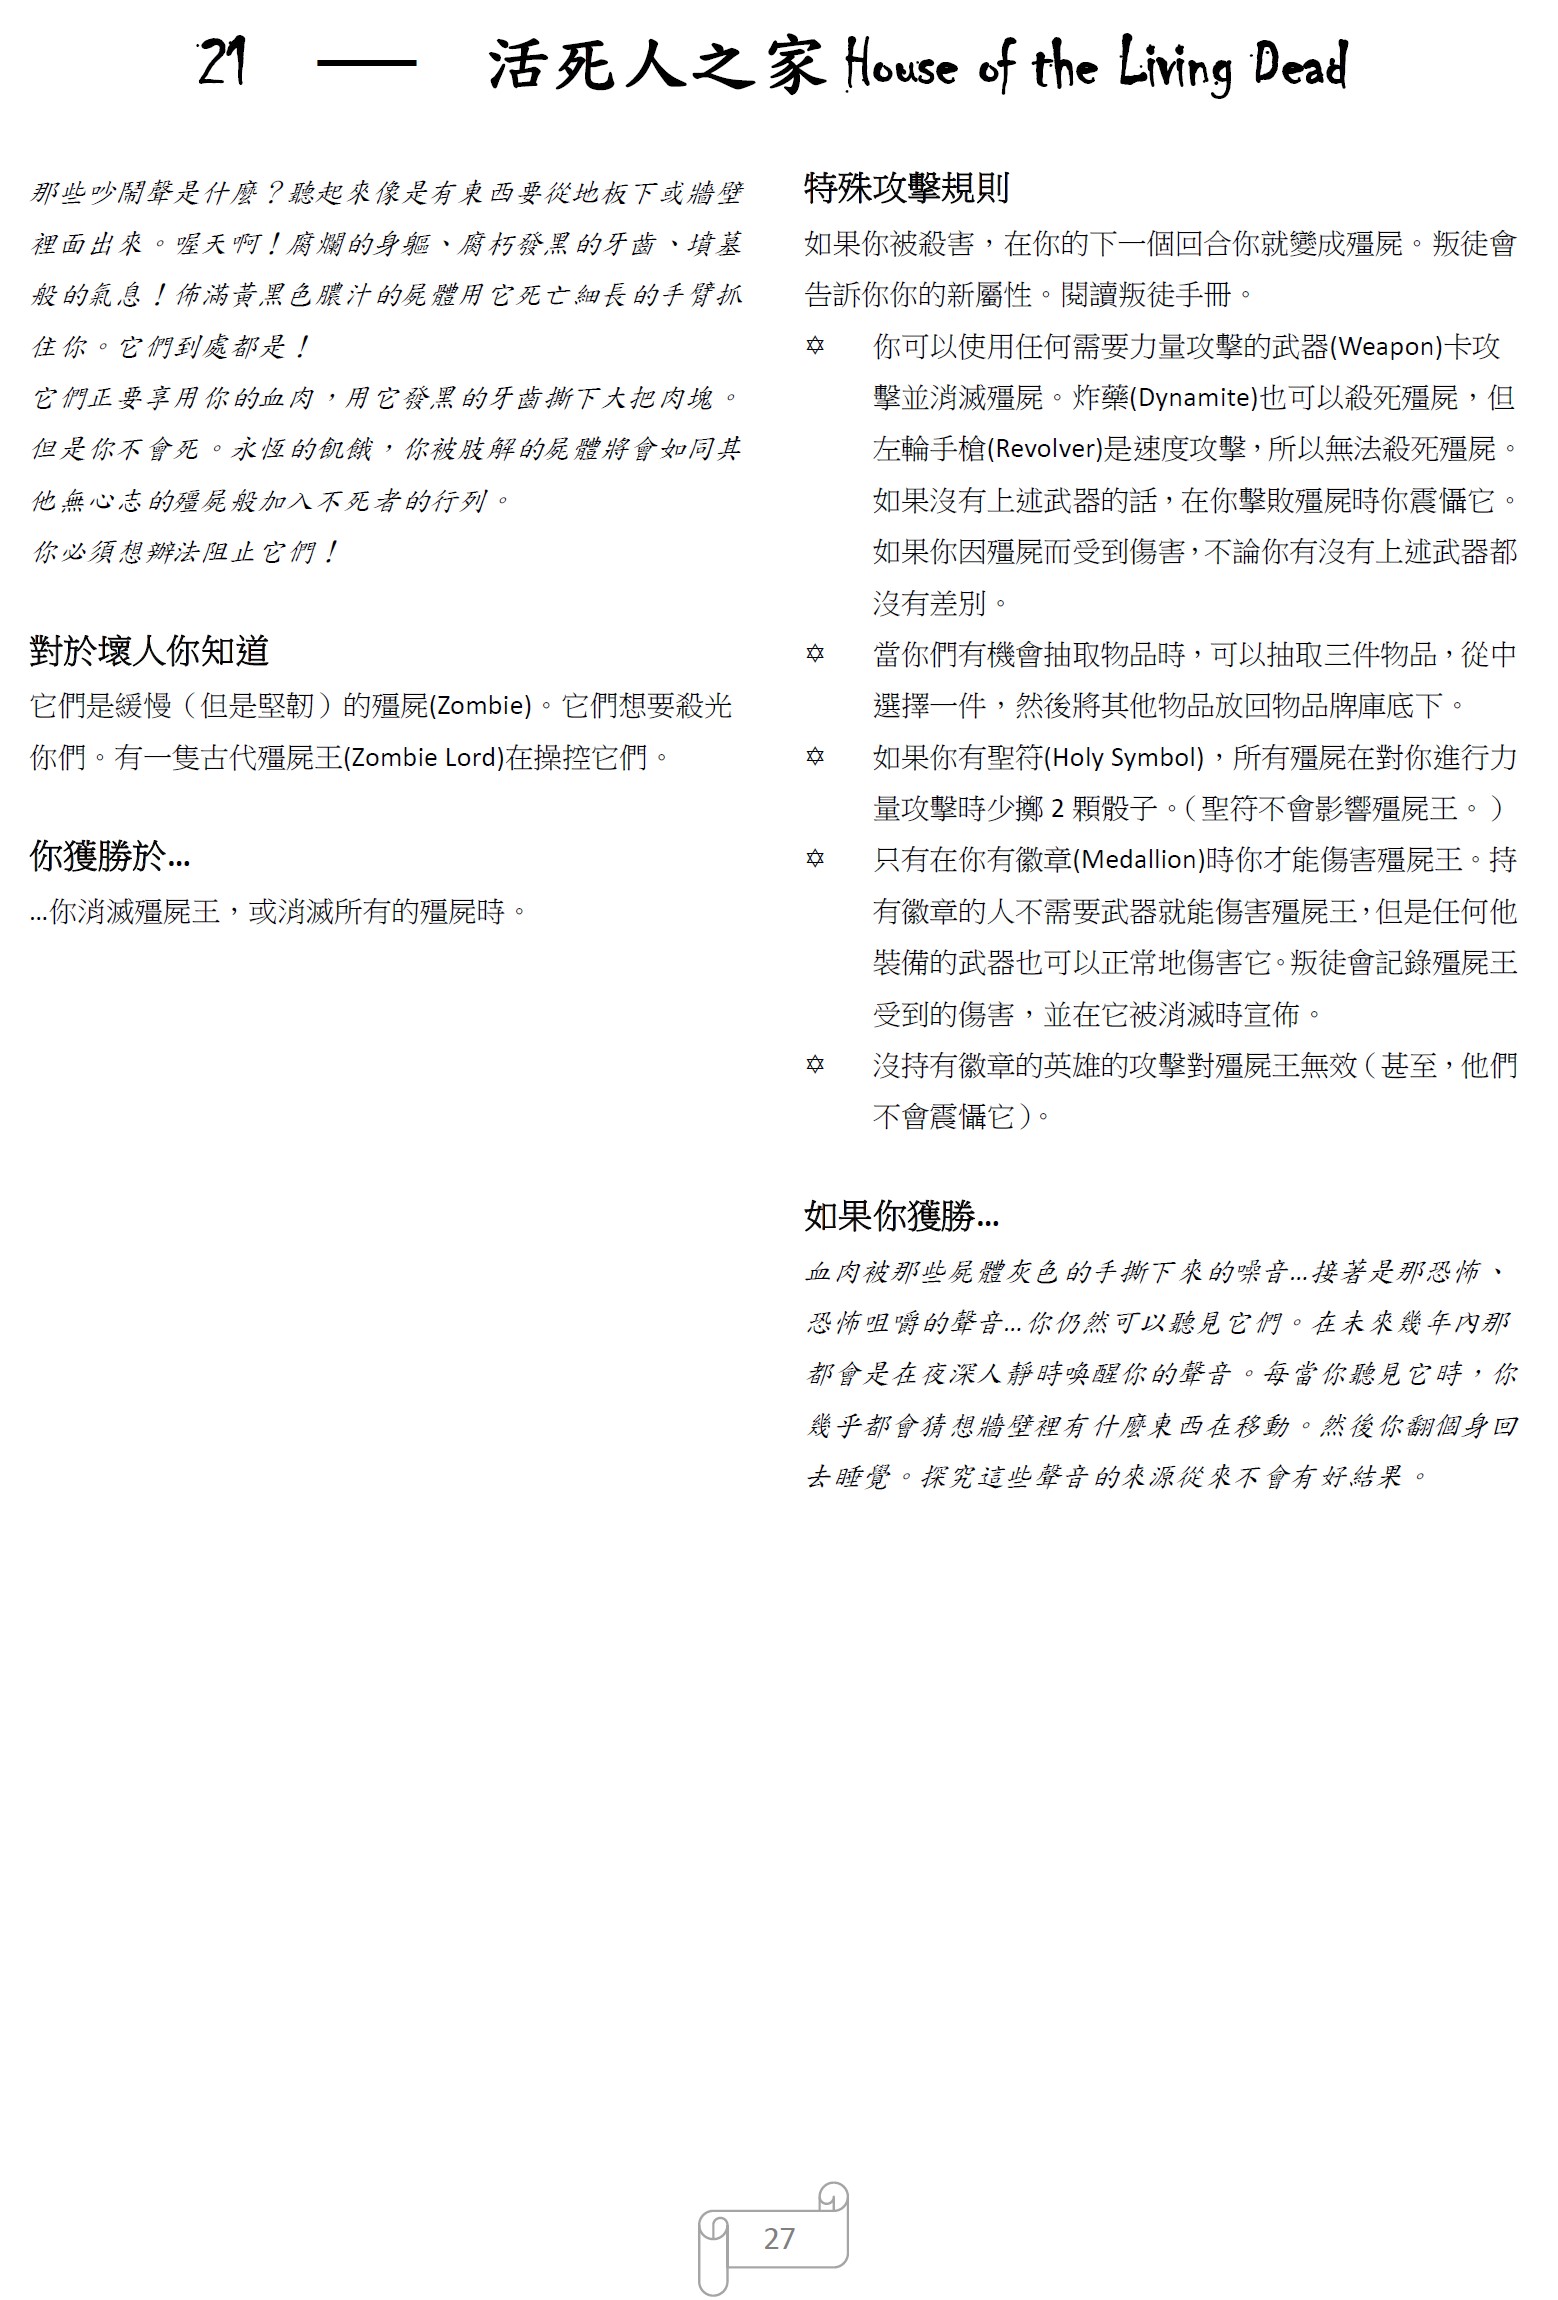 21 — 活死人之家 House of the Living Dead
那些吵鬧聲是什麼？聽起來像是有東西要從地板下或牆壁
裡面出來。喔天啊！腐爛的身軀、腐朽發黑的牙齒、墳墓
般的氣息！佈滿黃黑色膿汁的屍體用它死亡細長的手臂抓
住你。它們到處都是！
它們正要享用你的血肉，用它發黑的牙齒撕下大把肉塊。
但是你不會死。永恆的飢餓，你被肢解的屍體將會如同其
他無心志的殭屍般加入不死者的行列。
你必須想辦法阻止它們！
對於壞人你知道
它們是緩慢（但是堅韌）的殭屍(Zombie)。它們想要殺光
你們。有一隻古代殭屍王(Zombie Lord)在操控它們。
你獲勝於...
...你消滅殭屍王，或消滅所有的殭屍時。
特殊攻擊規則
如果你被殺害，在你的下一個回合你就變成殭屍。叛徒會
告訴你你的新屬性。閱讀叛徒手冊。
✡ 你可以使用任何需要力量攻擊的武器(Weapon)卡攻
擊並消滅殭屍。炸藥(Dynamite)也可以殺死殭屍，但
左輪手槍(Revolver)是速度攻擊，所以無法殺死殭屍。
如果沒有上述武器的話，在你擊敗殭屍時你震懾它。
如果你因殭屍而受到傷害，不論你有沒有上述武器都
沒有差別。
✡ 當你們有機會抽取物品時，可以抽取三件物品，從中
選擇一件，然後將其他物品放回物品牌庫底下。
✡ 如果你有聖符(Holy Symbol)，所有殭屍在對你進行力
量攻擊時少擲 2 顆骰子。（聖符不會影響殭屍王。）
✡ 只有在你有徽章(Medallion)時你才能傷害殭屍王。持
有徽章的人不需要武器就能傷害殭屍王，但是任何他
裝備的武器也可以正常地傷害它。叛徒會記錄殭屍王
受到的傷害，並在它被消滅時宣佈。
✡ 沒持有徽章的英雄的攻擊對殭屍王無效（甚至，他們
不會震懾它）。
如果你獲勝...
血肉被那些屍體灰色的手撕下來的噪音...接著是那恐怖、
恐怖咀嚼的聲音...你仍然可以聽見它們。在未來幾年內那
都會是在夜深人靜時喚醒你的聲音。每當你聽見它時，你
幾乎都會猜想牆壁裡有什麼東西在移動。然後你翻個身回
去睡覺。探究這些聲音的來源從來不會有好結果。
27